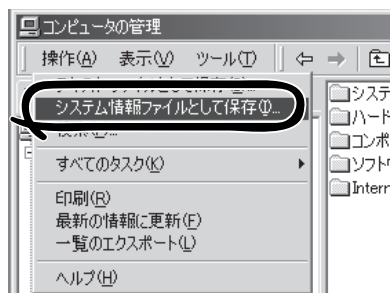 コンピュータの管理
操作(A) 表示(V) ツール(T)
システム情報ファイルとして保存(I)...
すべてのタスク(K)
印刷(R)
最新の情報に更新(F)
一覧のエクスポート(L)
ヘルプ(H)
システ
ハード
コンポ
ソフト
Intern